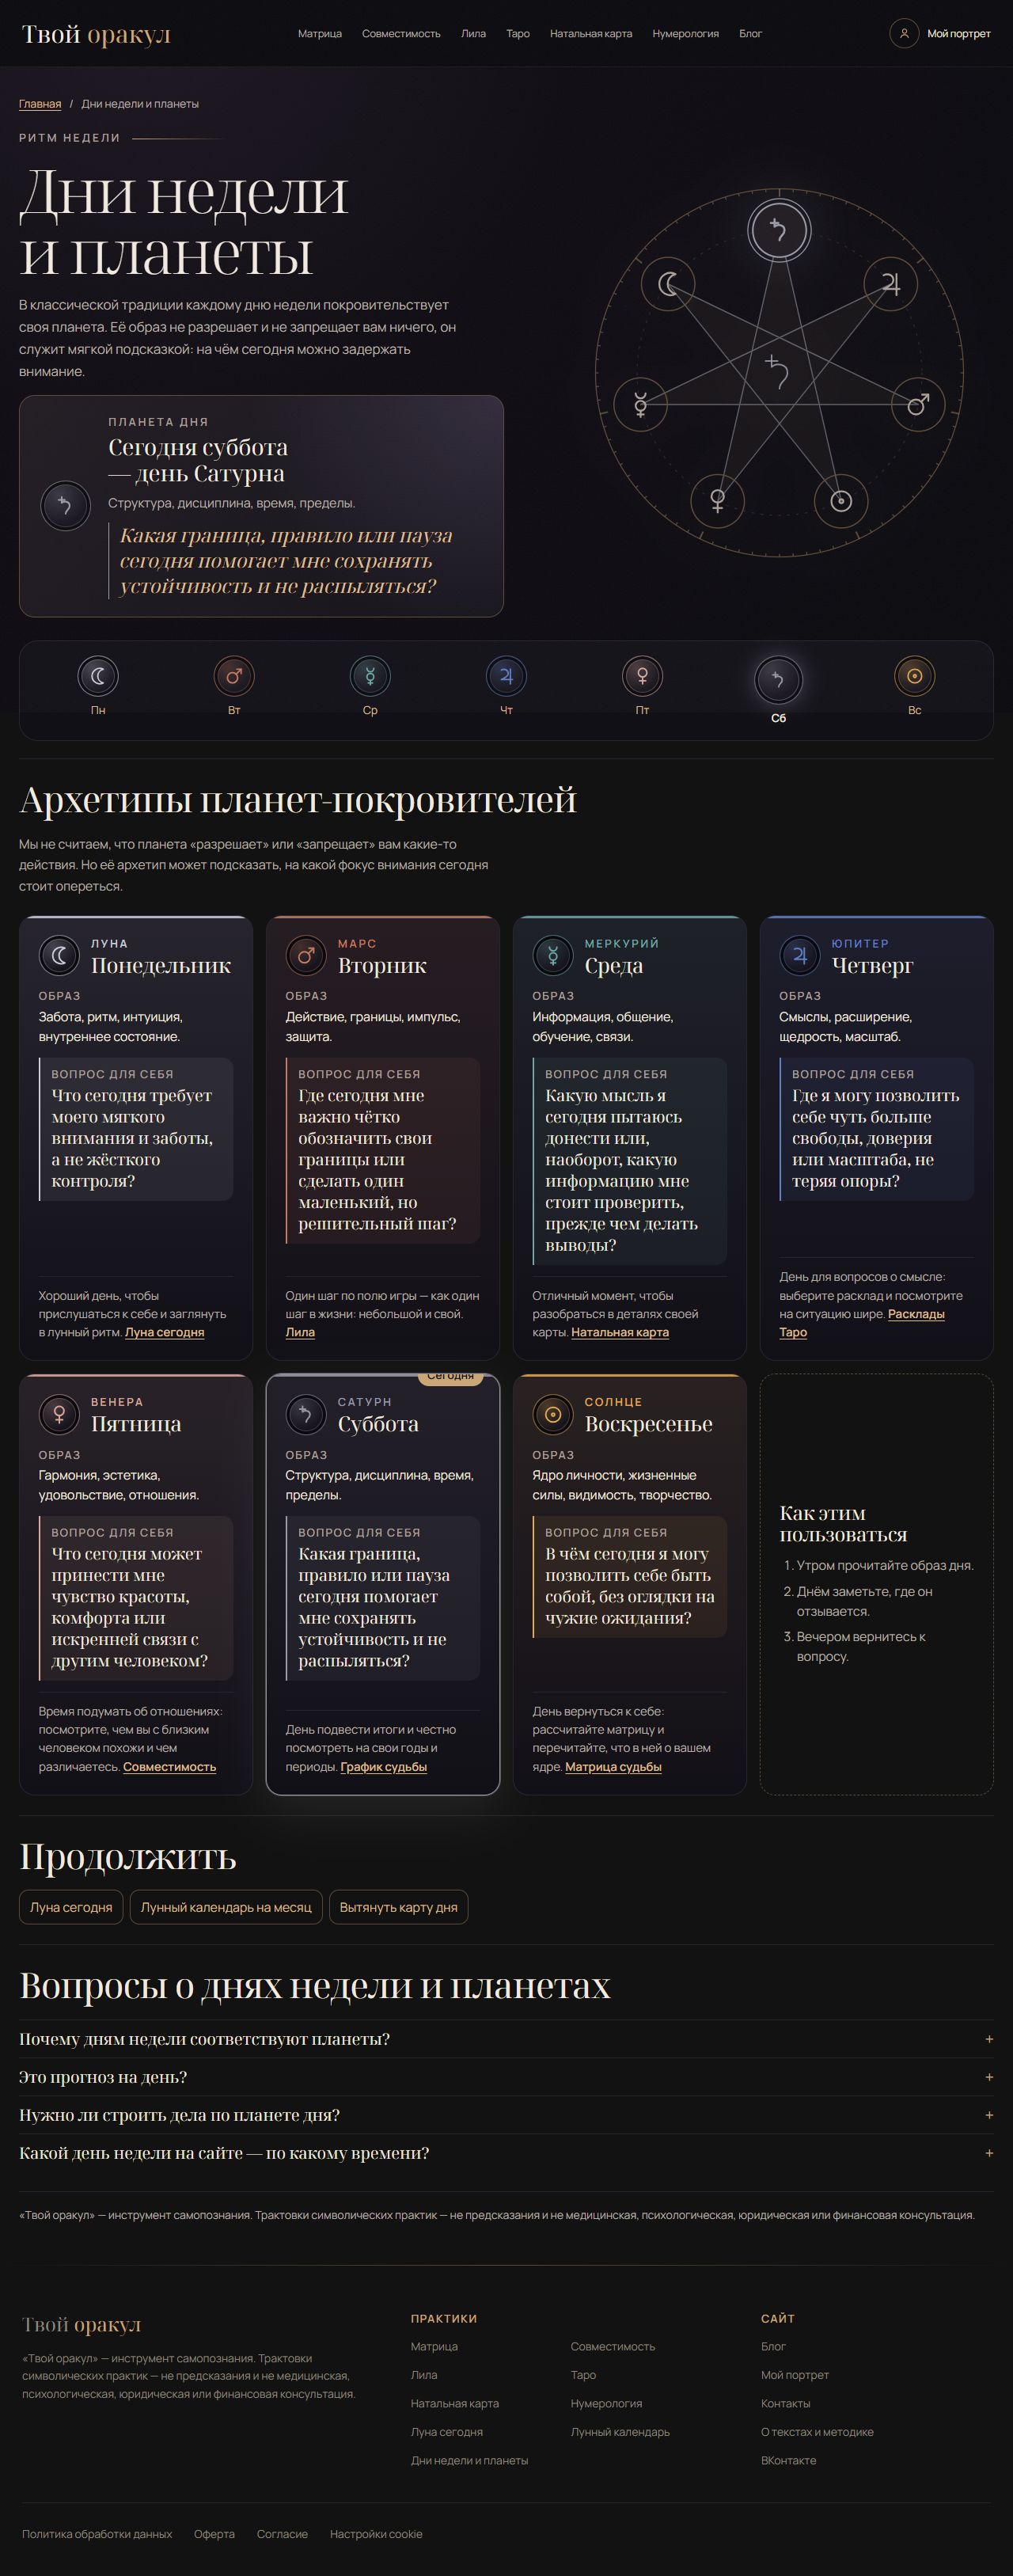 Твой оракул
Матрица
Совместимость
Лила
Таро
Натальная карта
Нумерология
Блог
Мой портрет
Главная / Дни недели и планеты
РИТМ НЕДЕЛИ
Дни недели
и планеты
В классической традиции каждому дню недели покровительствует
своя планета. Её образ не разрешает и не запрещает вам ничего, он
служит мягкой подсказкой: на чём сегодня можно задержать
внимание.
ПЛАНЕТА ДНЯ
Сегодня суббота
— день Сатурна
Структура, дисциплина, время, пределы.
Какая граница, правило или пауза
сегодня помогает мне сохранять
устойчивость и не распыляться?
Пн
Вт
Ср
Чт
Пт
Сб
Вс
Архетипы планет-покровителей
Мы не считаем, что планета «разрешает» или «запрещает» вам какие-то
действия. Но её архетип может подсказать, на какой фокус внимания сегодня
стоит опереться.
ЛУНА
Понедельник
ОБРАЗ
Забота, ритм, интуиция,
внутреннее состояние.
ВОПРОС ДЛЯ СЕБЯ
Что сегодня требует
моего мягкого
внимания и заботы,
а не жёсткого
контроля?
Хороший день, чтобы
прислушаться к себе и заглянуть
в лунный ритм. Луна сегодня
МАРС
Вторник
ОБРАЗ
Действие, границы, импульс,
защита.
ВОПРОС ДЛЯ СЕБЯ
Где сегодня мне
важно чётко
обозначить свои
границы или
сделать один
маленький, но
решительный шаг?
Один шаг по полю игры — как один
шаг в жизни: небольшой и свой.
Лила
МЕРКУРИЙ
Среда
ОБРАЗ
Информация, общение,
обучение, связи.
ВОПРОС ДЛЯ СЕБЯ
Какую мысль я
сегодня пытаюсь
донести или,
наоборот, какую
информацию мне
стоит проверить,
прежде чем делать
выводы?
Отличный момент, чтобы
разобраться в деталях своей
карты. Натальная карта
ЮПИТЕР
Четверг
ОБРАЗ
Смыслы, расширение,
щедрость, масштаб.
ВОПРОС ДЛЯ СЕБЯ
Где я могу позволить
себе чуть больше
свободы, доверия
или масштаба, не
теряя опоры?
День для вопросов о смысле:
выберите расклад и посмотрите
на ситуацию шире. Расклады
Таро
ВЕНЕРА
Пятница
ОБРАЗ
Гармония, эстетика,
удовольствие, отношения.
ВОПРОС ДЛЯ СЕБЯ
Что сегодня может
принести мне
чувство красоты,
комфорта или
искренней связи с
другим человеком?
Время подумать об отношениях:
посмотрите, чем вы с близким
человеком похожи и чем
различаетесь. Совместимость
Сегодня
САТУРН
Суббота
ОБРАЗ
Структура, дисциплина, время,
пределы.
ВОПРОС ДЛЯ СЕБЯ
Какая граница,
правило или пауза
сегодня помогает
мне сохранять
устойчивость и не
распыляться?
День подвести итоги и честно
посмотреть на свои годы и
периоды. График судьбы
СОЛНЦЕ
Воскресенье
ОБРАЗ
Ядро личности, жизненные
силы, видимость, творчество.
ВОПРОС ДЛЯ СЕБЯ
В чём сегодня я могу
позволить себе быть
собой, без оглядки на
чужие ожидания?
День вернуться к себе:
рассчитайте матрицу и
перечитайте, что в ней о вашем
ядре. Матрица судьбы
Как этим
пользоваться
1. Утром прочитайте образ дня.
2. Днём заметьте, где он
отзывается.
3. Вечером вернитесь к
вопросу.
Продолжить
Луна сегодня
Лунный календарь на месяц
Вытянуть карту дня
Вопросы о днях недели и планетах
Почему дням недели соответствуют планеты? +
Это прогноз на день? +
Нужно ли строить дела по планете дня? +
Какой день недели на сайте — по какому времени? +
«Твой оракул» — инструмент самопознания. Трактовки символических практик — не предсказания и не медицинская, психологическая, юридическая или финансовая консультация.
Твой оракул
«Твой оракул» — инструмент самопознания. Трактовки
символических практик — не предсказания и не медицинская,
психологическая, юридическая или финансовая консультация.
ПРАКТИКИ
Матрица
Совместимость
Лила
Таро
Натальная карта
Нумерология
Луна сегодня
Лунный календарь
Дни недели и планеты
САЙТ
Блог
Мой портрет
Контакты
О текстах и методике
ВКонтакте
Политика обработки данных
Оферта
Согласие
Настройки cookie